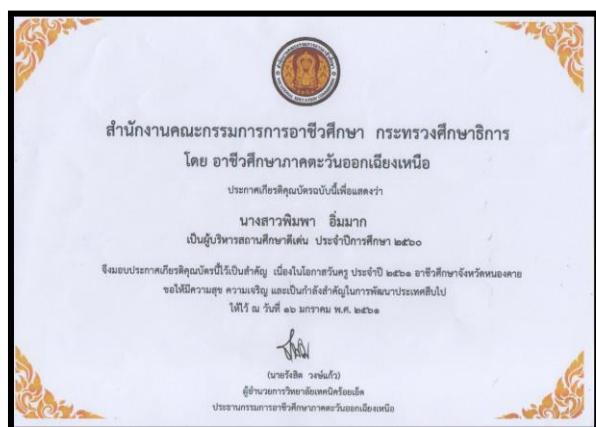 สำนักงานคณะกรรมการการอาชีวศึกษา กระทรวงศึกษาธิการ
โดย อาชีวศึกษาภาคตะวันออกเฉียงเหนือ
ประกาศเกียรติคุณบัตรฉบับนี้เพื่อแสดงว่า
นางสาวพิมพา อิ่มมาก
เป็นผู้บริหารสถานศึกษาดีเด่น ประจำปีการศึกษา ๒๕๖๐
จึงมอบประกาศเกียรติคุณบัตรนี้ไว้เป็นสำคัญ เนื่องในโอกาสวันครู ประจำปี ๒๕๖๑ อาชีวศึกษาจังหวัดหนองคาย
ขอให้มีความสุข ความเจริญ และเป็นกำลังสำคัญในการพัฒนาประเทศสืบไป
ให้ไว้ ณ วันที่ ๑๖ มกราคม พ.ศ. ๒๕๖๑
(นายรังสิต วงษ์แก้ว)
ผู้อำนวยการวิทยาลัยเทคนิคร้อยเอ็ด
ประธานกรรมการอาชีวศึกษาภาคตะวันออกเฉียงเหนือ